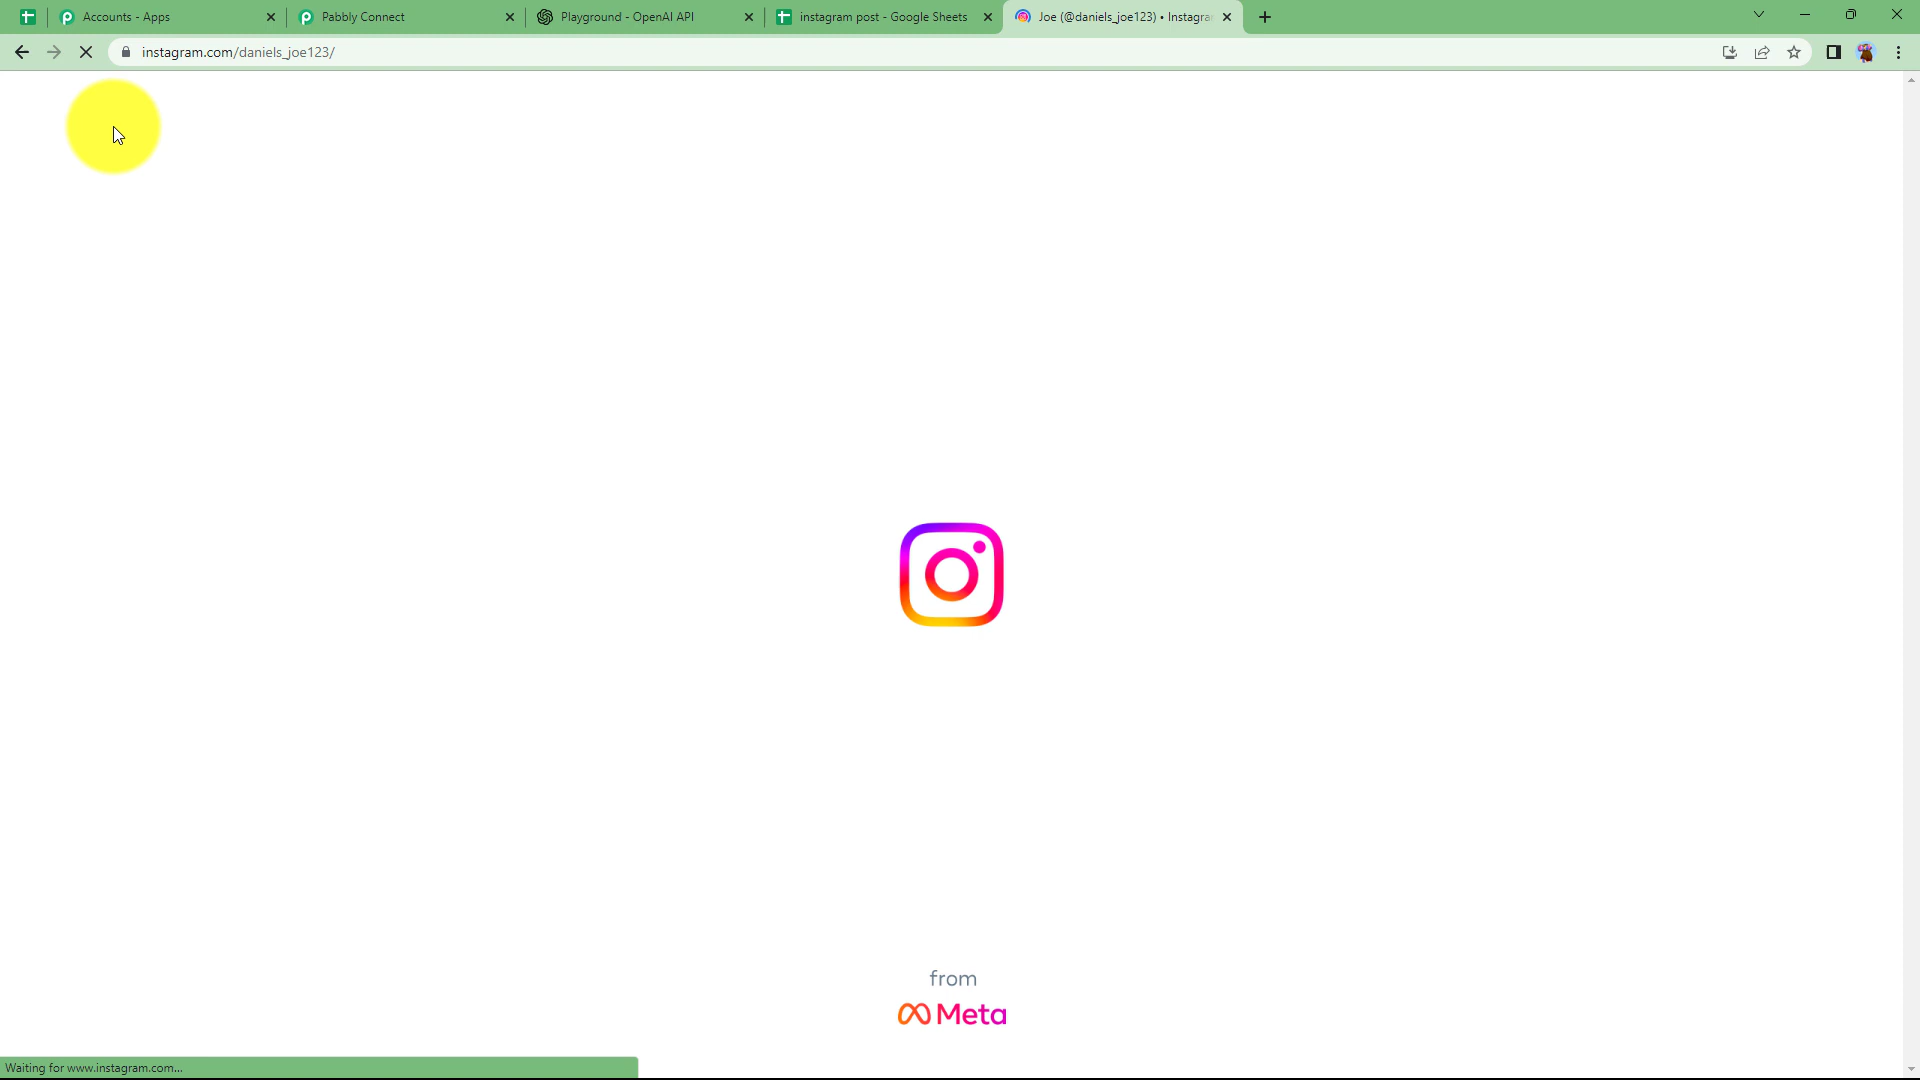 Accounts - Apps
Pabbly Connect
Playground - OpenAI API
instagram post - Google Sheets
Joe (@daniels_joe123) • Instagra
instagram.com/daniels_joe123/
from
Meta
Waiting for www.instagram.com...